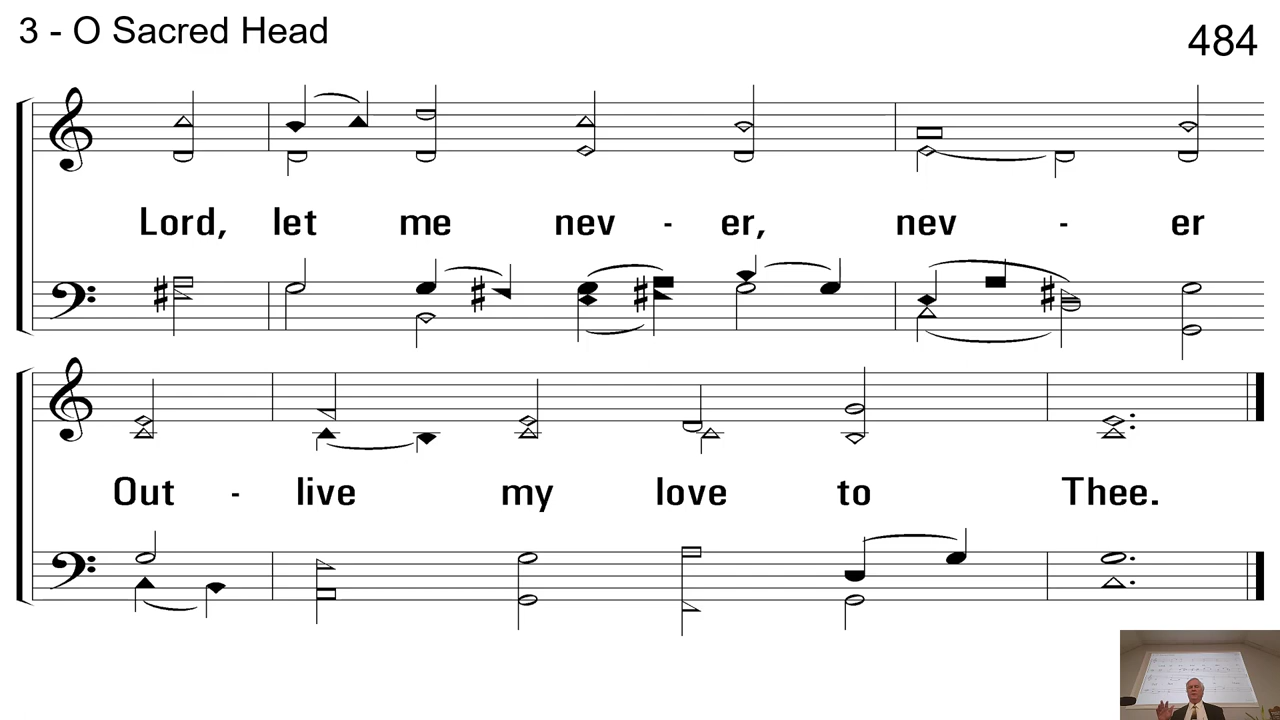 3 - O Sacred Head
484
Lord, let me nev - er, nev - er
Out - live my love to Thee.